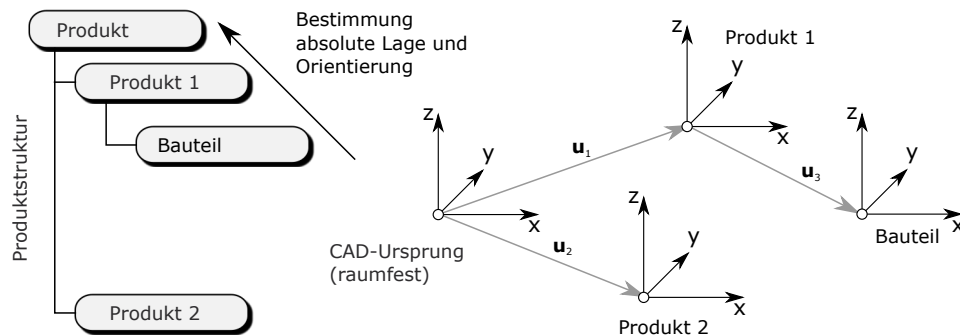 Produkt
Produkt 1
Bauteil
Produkt 2
Produktstruktur
Bestimmung
absolute Lage und
Orientierung
z
y
x
CAD-Ursprung
(raumfest)
u₁
u₂
z
Produkt 1
y
x
u₃
z
y
x
Bauteil
z
y
x
Produkt 2